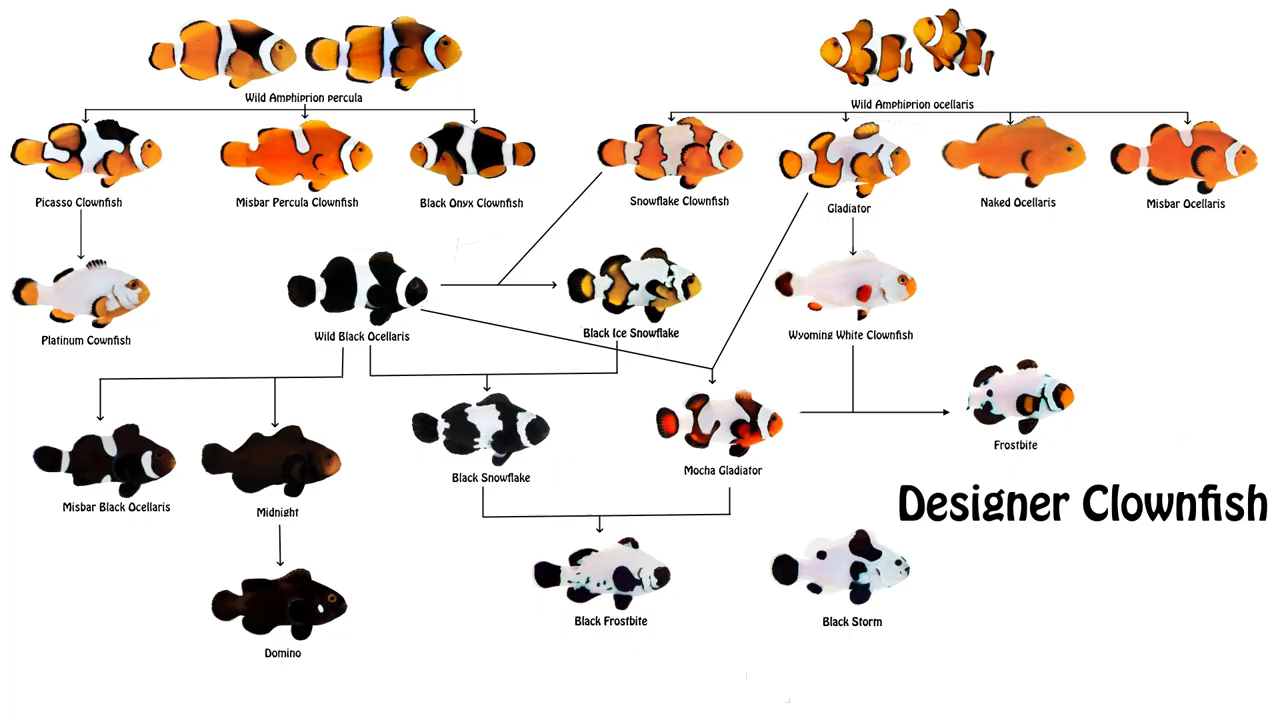 Wild Amphiprion percula
Wild Amphiprion ocellaris
Picasso Clownfish
Misbar Percula Clownfish
Black Onyx Clownfish
Snowflake Clownfish
Gladiator
Naked Ocellaris
Misbar Ocellaris
Platinum Cownfish
Wild Black Ocellaris
Black Ice Snowflake
Wyoming White Clownfish
Frostbite
Misbar Black Ocellaris
Midnight
Black Snowflake
Mocha Gladiator
Designer Clownfish
Domino
Black Frostbite
Black Storm